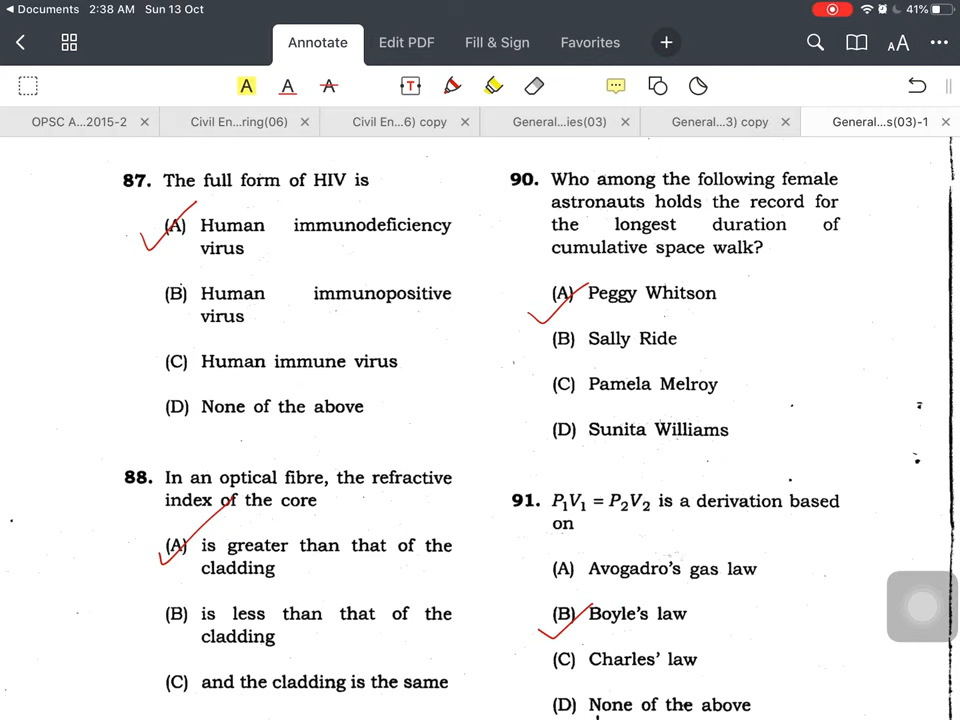 Documents 2:38 AM Sun 13 Oct 41%
Annotate Edit PDF Fill & Sign Favorites
AA
A A A T
OPSC A...2015-2 Civil En...ring(06) Civil En...6) copy General...ies(03) General...3) copy General...s(03)-1
87. The full form of HIV is
(A) Human immunodeficiency
virus
(B) Human immunopositive
virus
(C) Human immune virus
(D) None of the above
88. In an optical fibre, the refractive
index of the core
(A) is greater than that of the
cladding
(B) is less than that of the
cladding
(C) and the cladding is the same
90. Who among the following female
astronauts holds the record for
the longest duration of
cumulative space walk?
(A) Peggy Whitson
(B) Sally Ride
(C) Pamela Melroy
(D) Sunita Williams
91. P₁V₁ = P₂V₂ is a derivation based
on
(A) Avogadro's gas law
(B) Boyle's law
(C) Charles' law
(D) None of the above